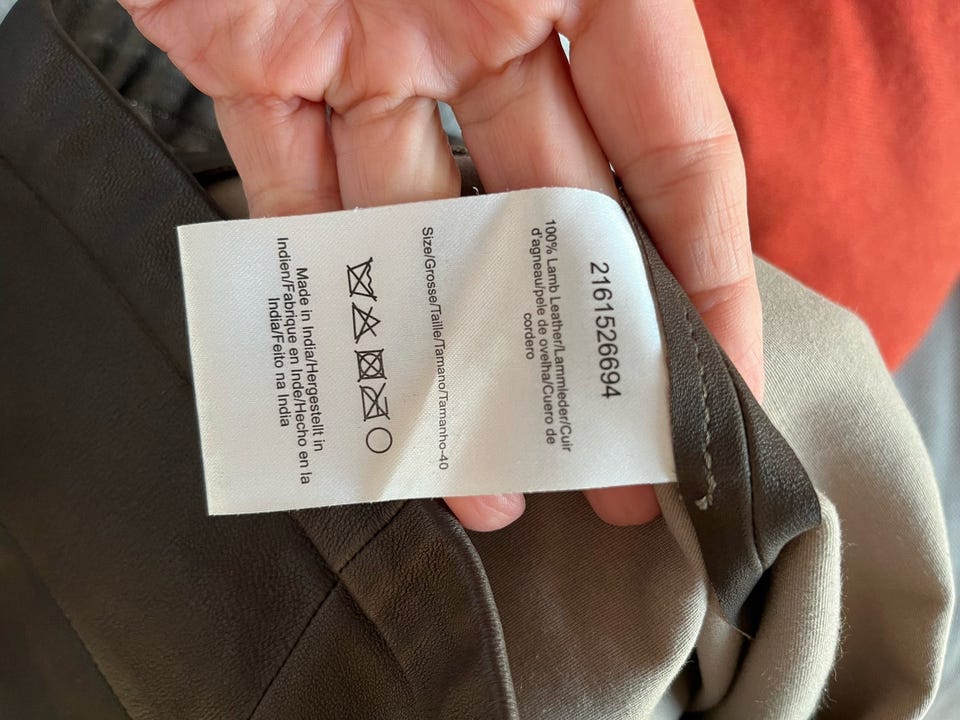 2161526694
100% Lamb Leather/Lammleder/Cuir
d'agneau/pele de ovelha/Cuero de
cordero
Size/Grosse/Taille/Tamano/Tamanho-40
Made in India/Hergestellt in
Indien/Fabrique en Inde/Hecho en la
India/Feito na India